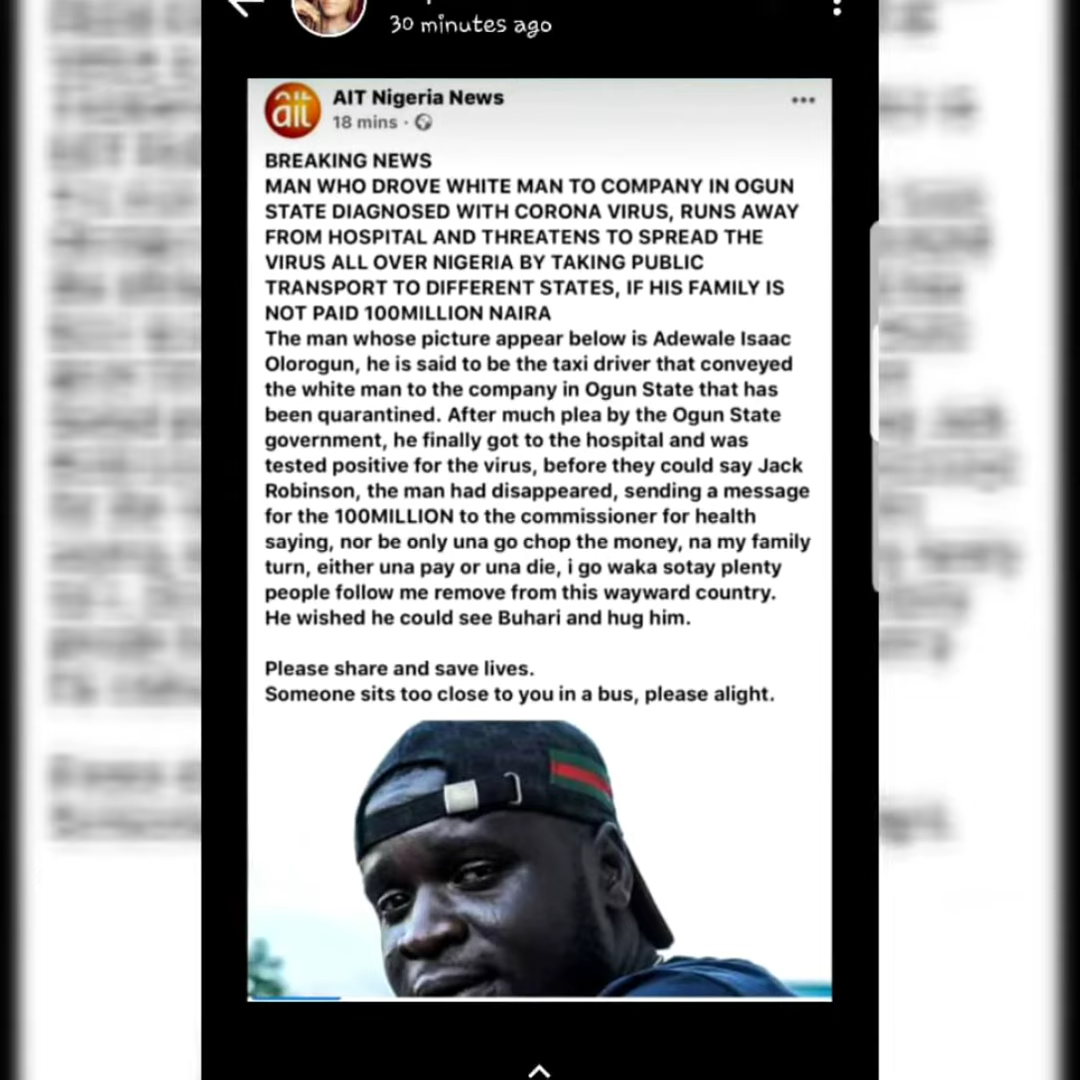 30 minutes ago
ait
AIT Nigeria News
18 mins ·
BREAKING NEWS
MAN WHO DROVE WHITE MAN TO COMPANY IN OGUN
STATE DIAGNOSED WITH CORONA VIRUS, RUNS AWAY
FROM HOSPITAL AND THREATENS TO SPREAD THE
VIRUS ALL OVER NIGERIA BY TAKING PUBLIC
TRANSPORT TO DIFFERENT STATES, IF HIS FAMILY IS
NOT PAID 100MILLION NAIRA
The man whose picture appear below is Adewale Isaac
Olorogun, he is said to be the taxi driver that conveyed
the white man to the company in Ogun State that has
been quarantined. After much plea by the Ogun State
government, he finally got to the hospital and was
tested positive for the virus, before they could say Jack
Robinson, the man had disappeared, sending a message
for the 100MILLION to the commissioner for health
saying, nor be only una go chop the money, na my family
turn, either una pay or una die, i go waka sotay plenty
people follow me remove from this wayward country.
He wished he could see Buhari and hug him.
Please share and save lives.
Someone sits too close to you in a bus, please alight.